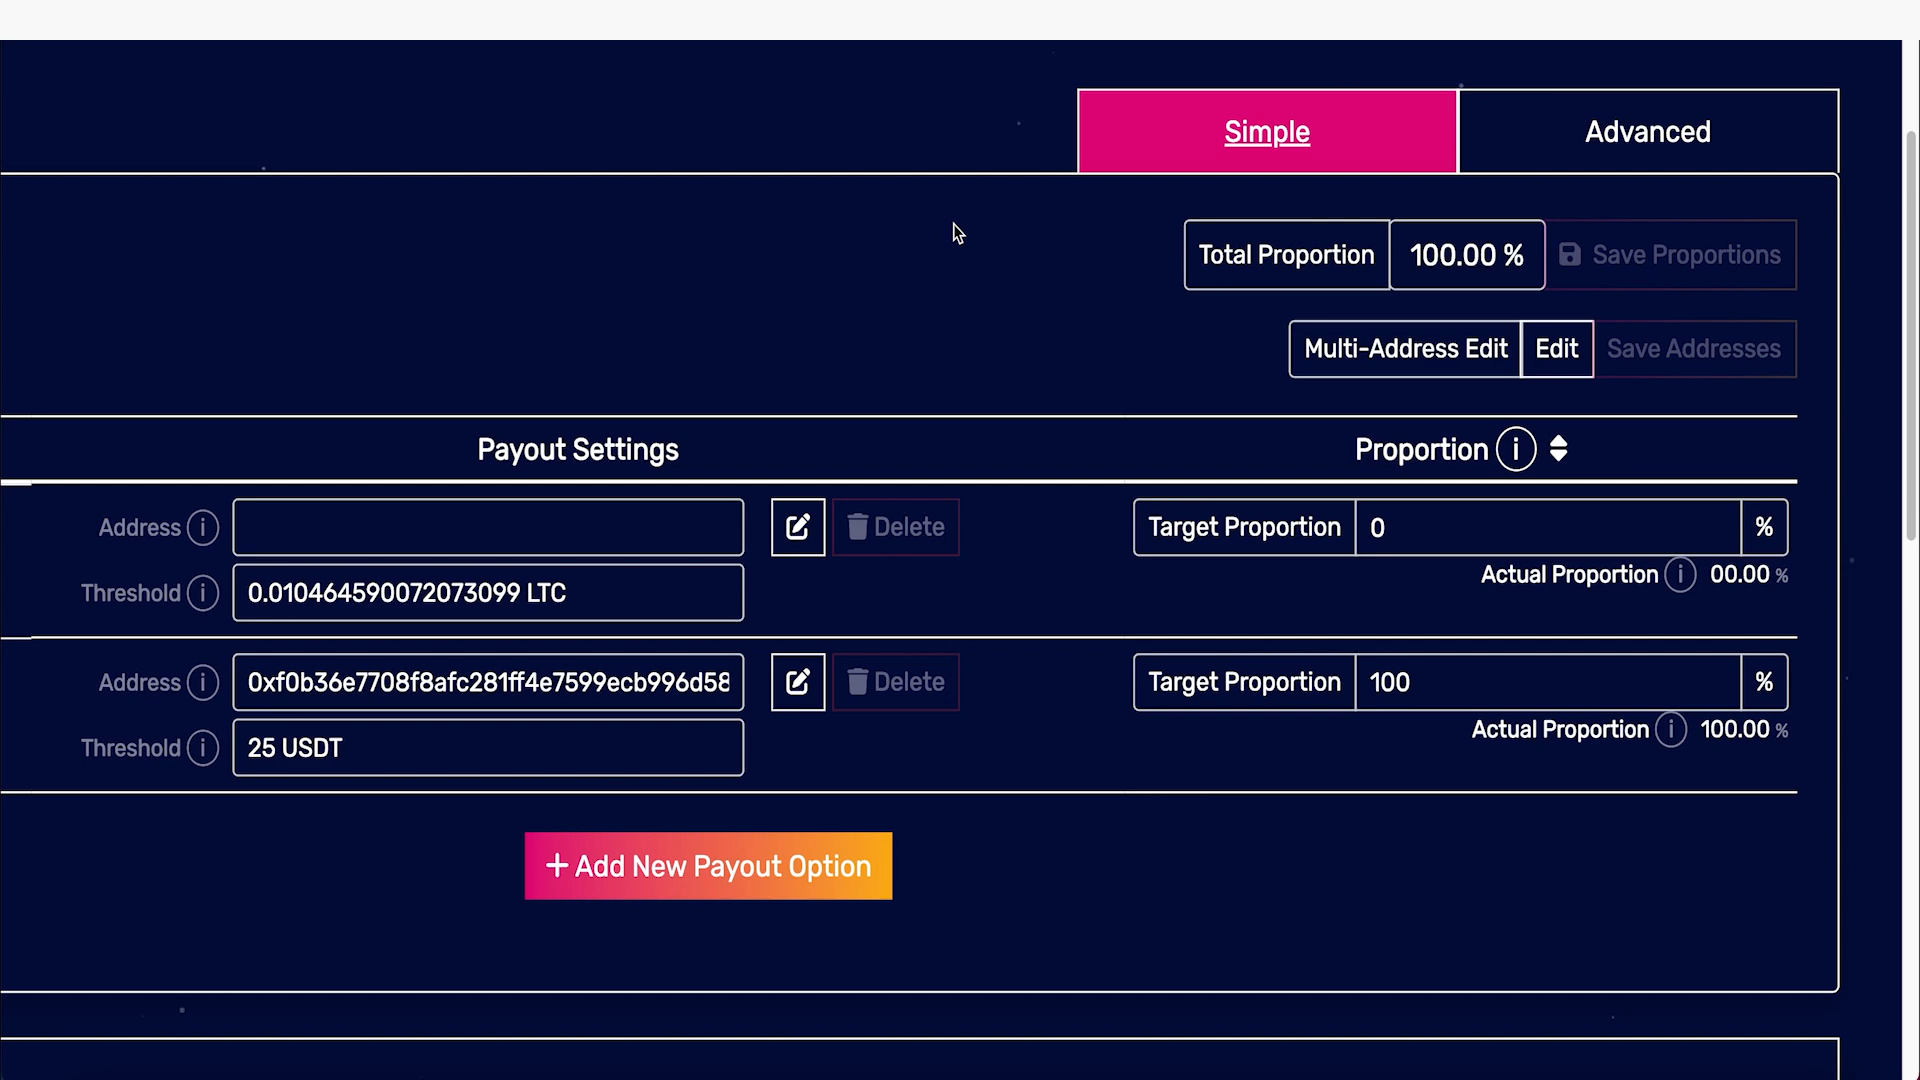 Simple Advanced
Total Proportion 100.00 % Save Proportions
Multi-Address Edit Edit Save Addresses
Payout Settings Proportion i
Address i Delete Target Proportion 0 %
Actual Proportion i 00.00 %
Threshold i 0.010464590072073099 LTC
Address i 0xf0b36e7708f8afc281ff4e7599ecb996d58 Delete Target Proportion 100 %
Actual Proportion i 100.00 %
Threshold i 25 USDT
+ Add New Payout Option